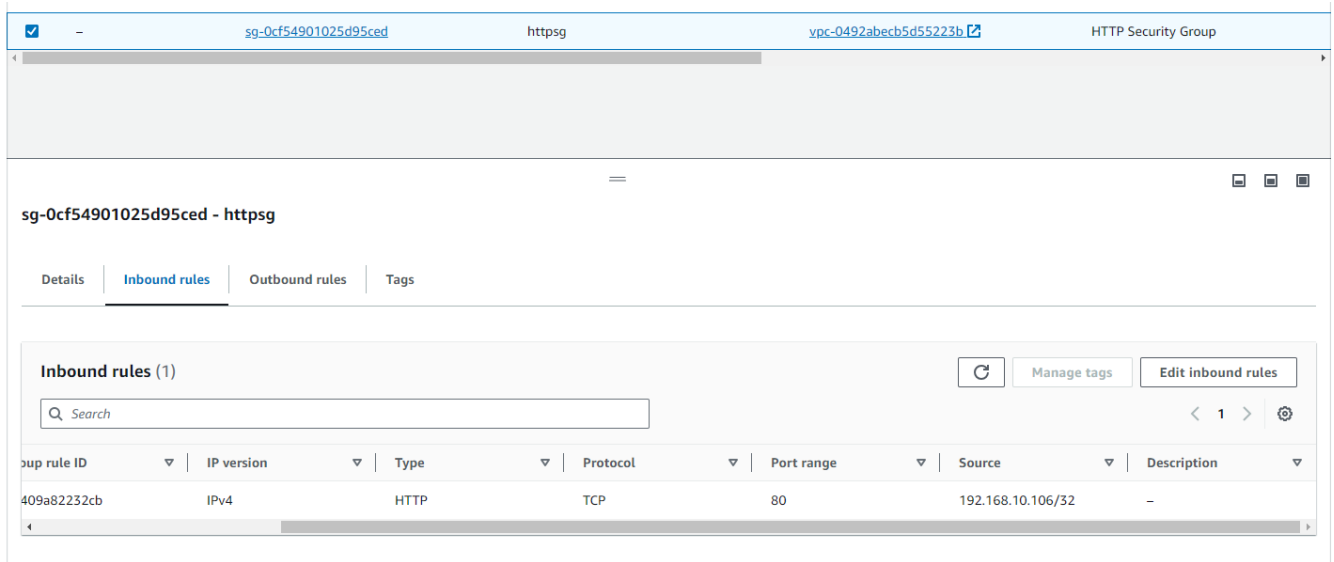 – sg-0cf54901025d95ced httpsg vpc-0492abecb5d55223b HTTP Security Group
sg-0cf54901025d95ced - httpsg
Details Inbound rules Outbound rules Tags
Inbound rules (1) Manage tags Edit inbound rules
Search 1
oup rule ID IP version Type Protocol Port range Source Description
409a82232cb IPv4 HTTP TCP 80 192.168.10.106/32 –